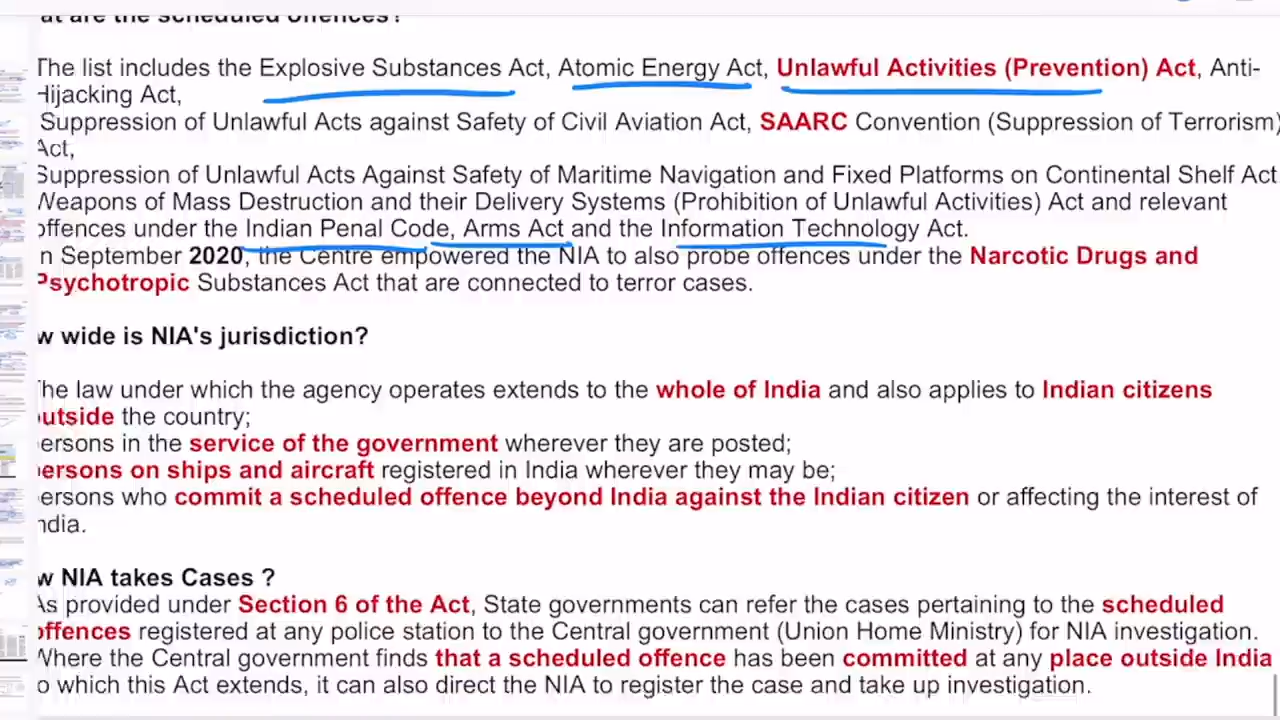 at are the scheduled offences?
The list includes the Explosive Substances Act, Atomic Energy Act, Unlawful Activities (Prevention) Act, Anti-
Hijacking Act,
Suppression of Unlawful Acts against Safety of Civil Aviation Act, SAARC Convention (Suppression of Terrorism)
Act,
Suppression of Unlawful Acts Against Safety of Maritime Navigation and Fixed Platforms on Continental Shelf Act
Weapons of Mass Destruction and their Delivery Systems (Prohibition of Unlawful Activities) Act and relevant
offences under the Indian Penal Code, Arms Act and the Information Technology Act.
n September 2020, the Centre empowered the NIA to also probe offences under the Narcotic Drugs and
Psychotropic Substances Act that are connected to terror cases.
w wide is NIA's jurisdiction?
The law under which the agency operates extends to the whole of India and also applies to Indian citizens
outside the country;
ersons in the service of the government wherever they are posted;
ersons on ships and aircraft registered in India wherever they may be;
ersons who commit a scheduled offence beyond India against the Indian citizen or affecting the interest of
ndia.
w NIA takes Cases ?
As provided under Section 6 of the Act, State governments can refer the cases pertaining to the scheduled
offences registered at any police station to the Central government (Union Home Ministry) for NIA investigation.
Where the Central government finds that a scheduled offence has been committed at any place outside India
o which this Act extends, it can also direct the NIA to register the case and take up investigation.